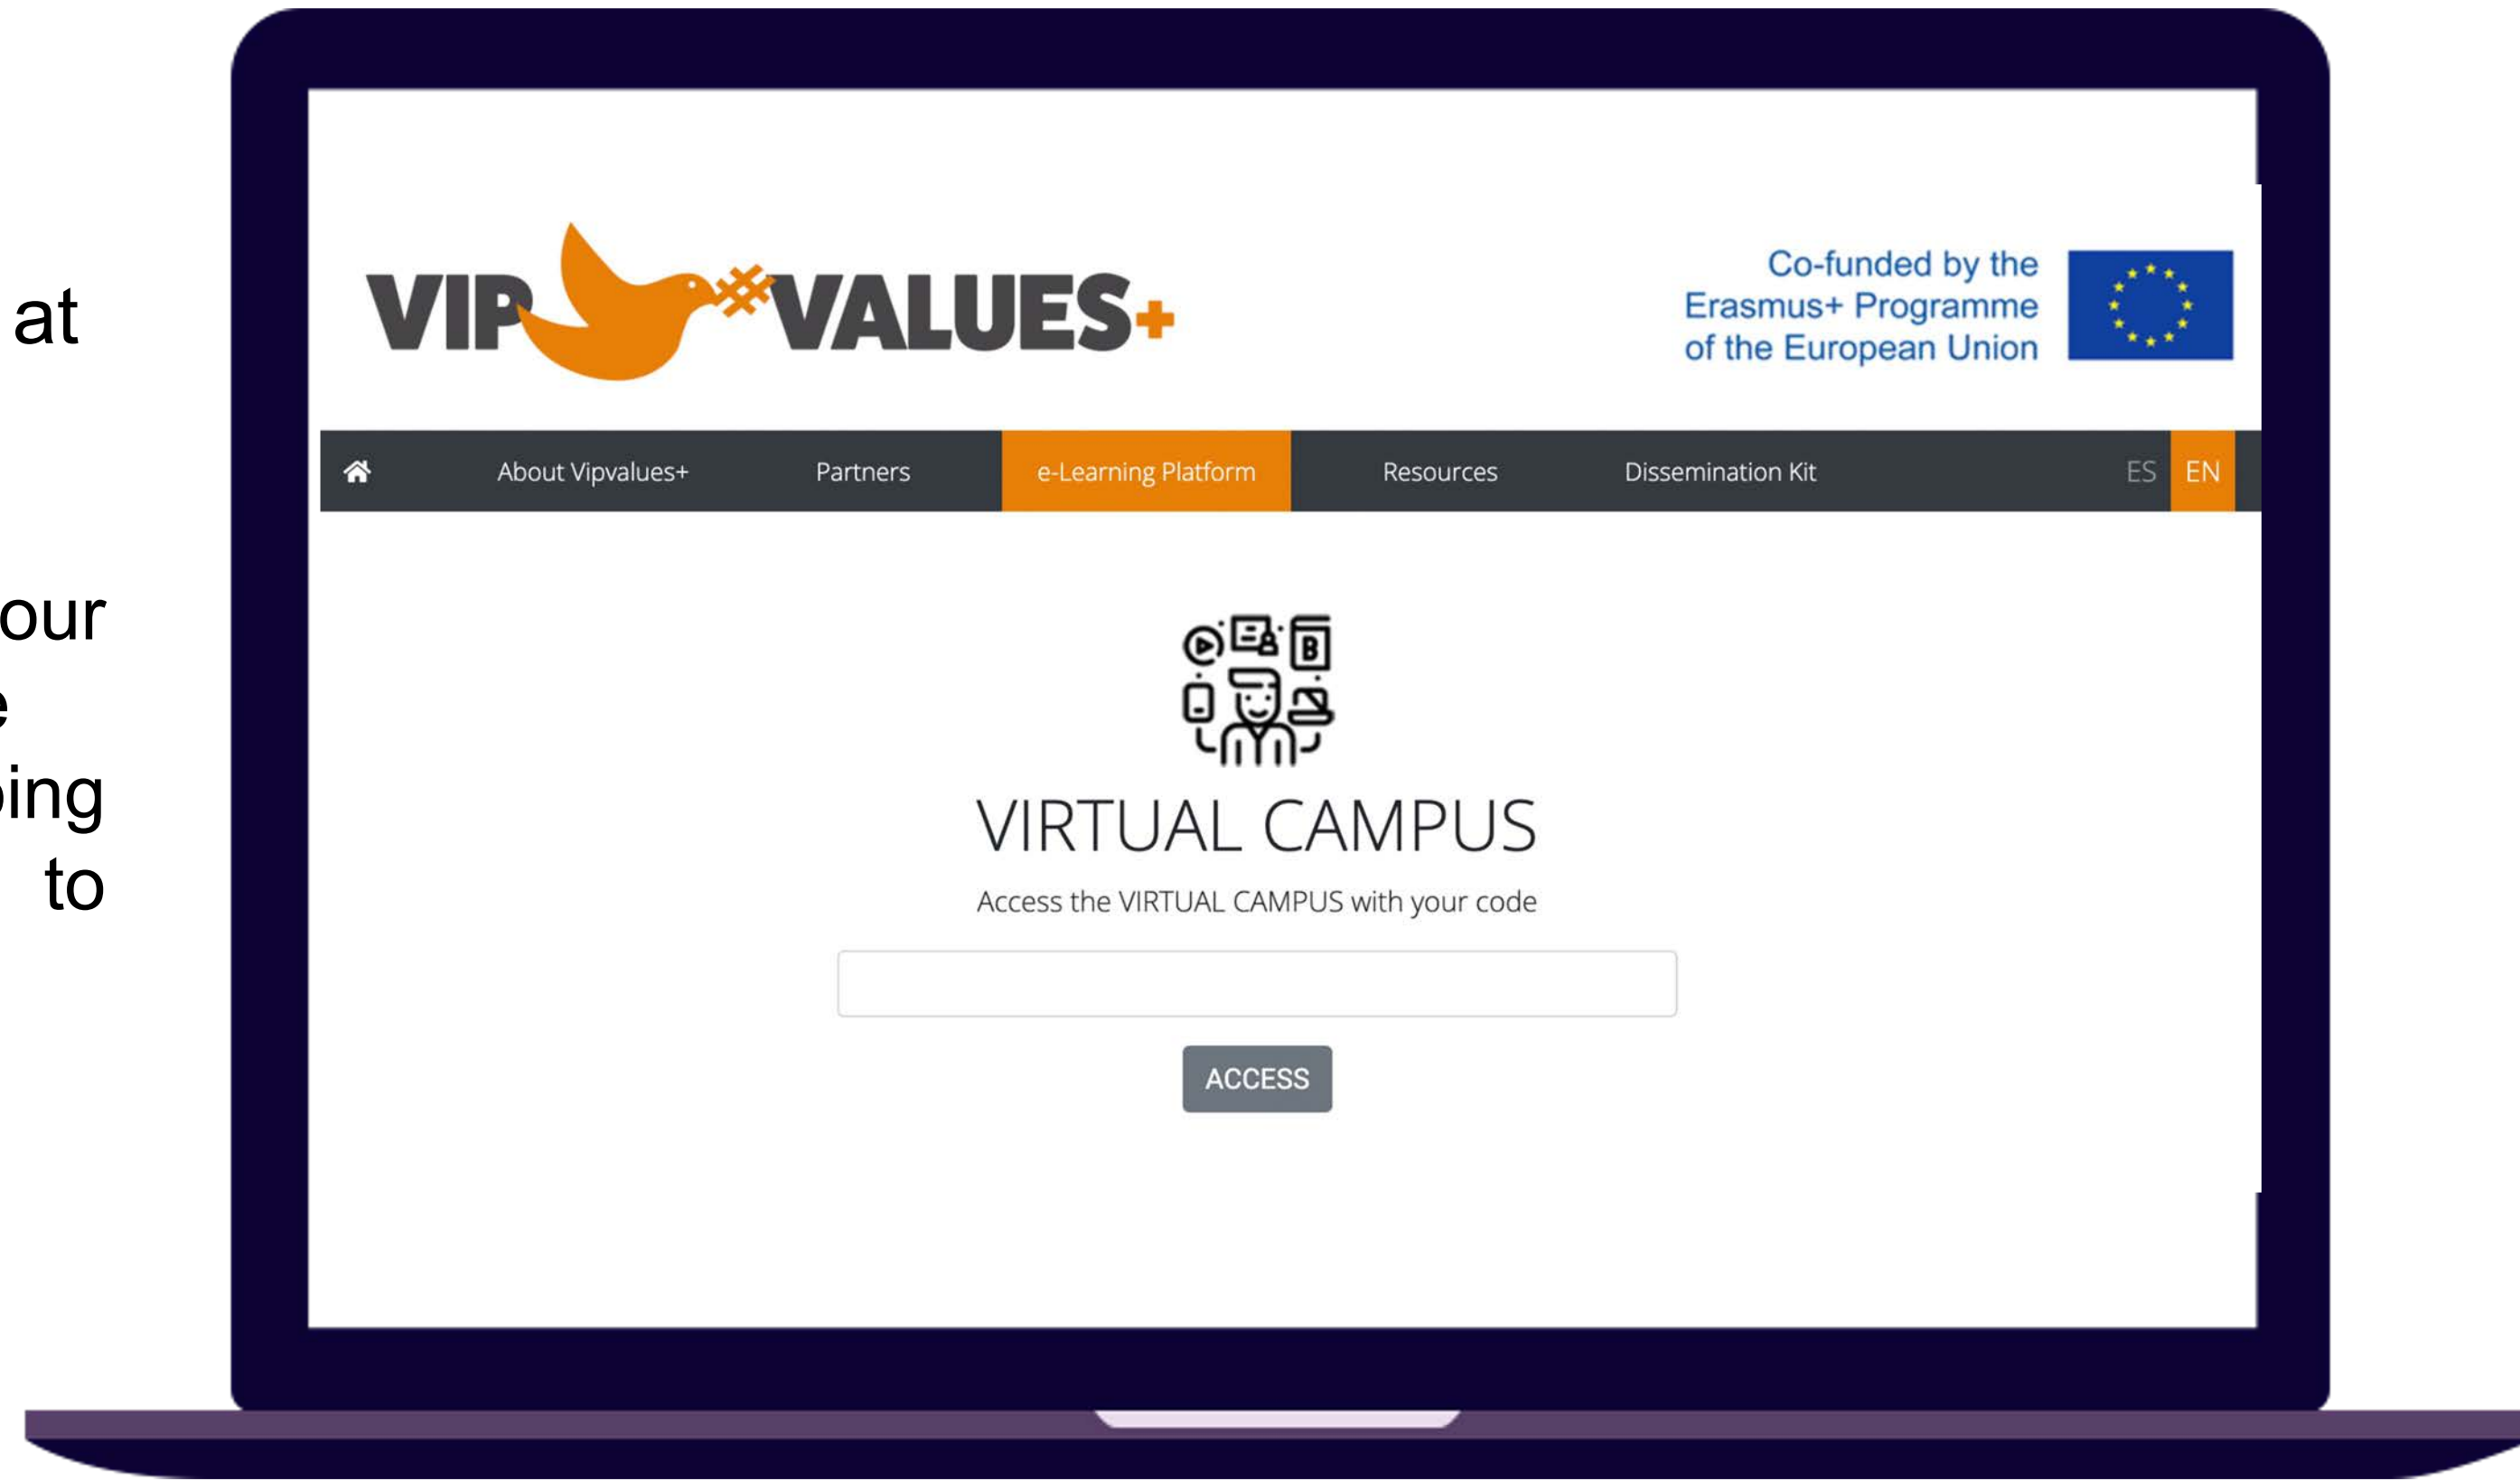 at
our
to
VIP #VALUES+
Co-funded by the
Erasmus+ Programme
of the European Union
About Vipvalues+ Partners e-Learning Platform Resources Dissemination Kit ES EN
B
VIRTUAL CAMPUS
Access the VIRTUAL CAMPUS with your code
ACCESS